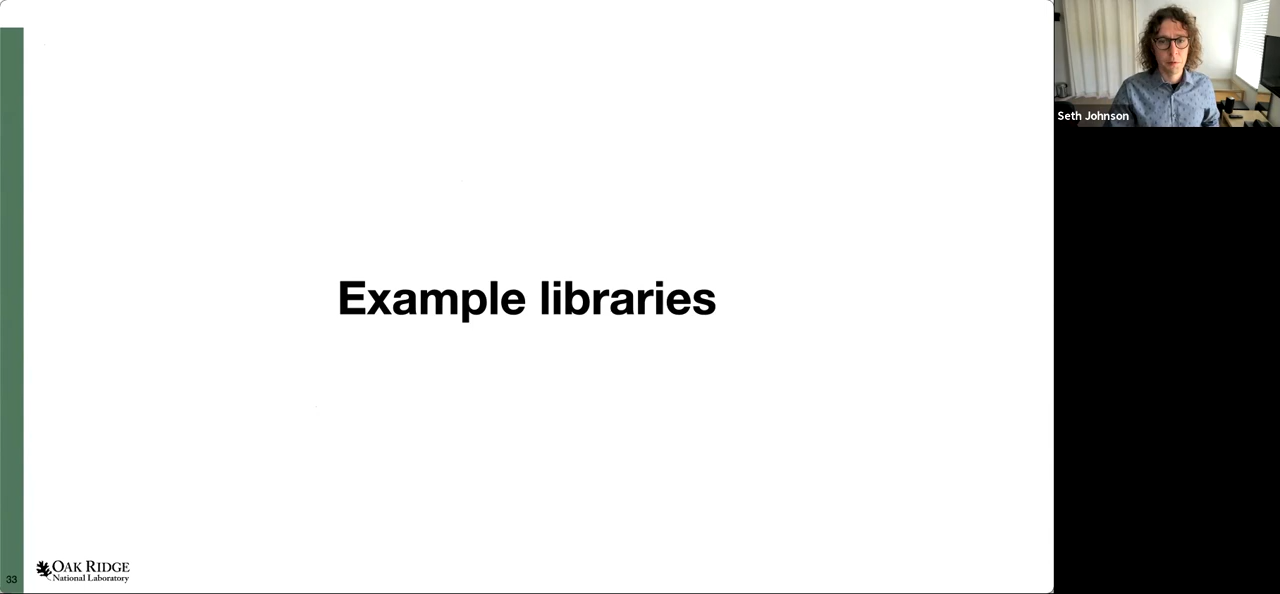 Example libraries
33
OAK RIDGE
National Laboratory
Seth Johnson